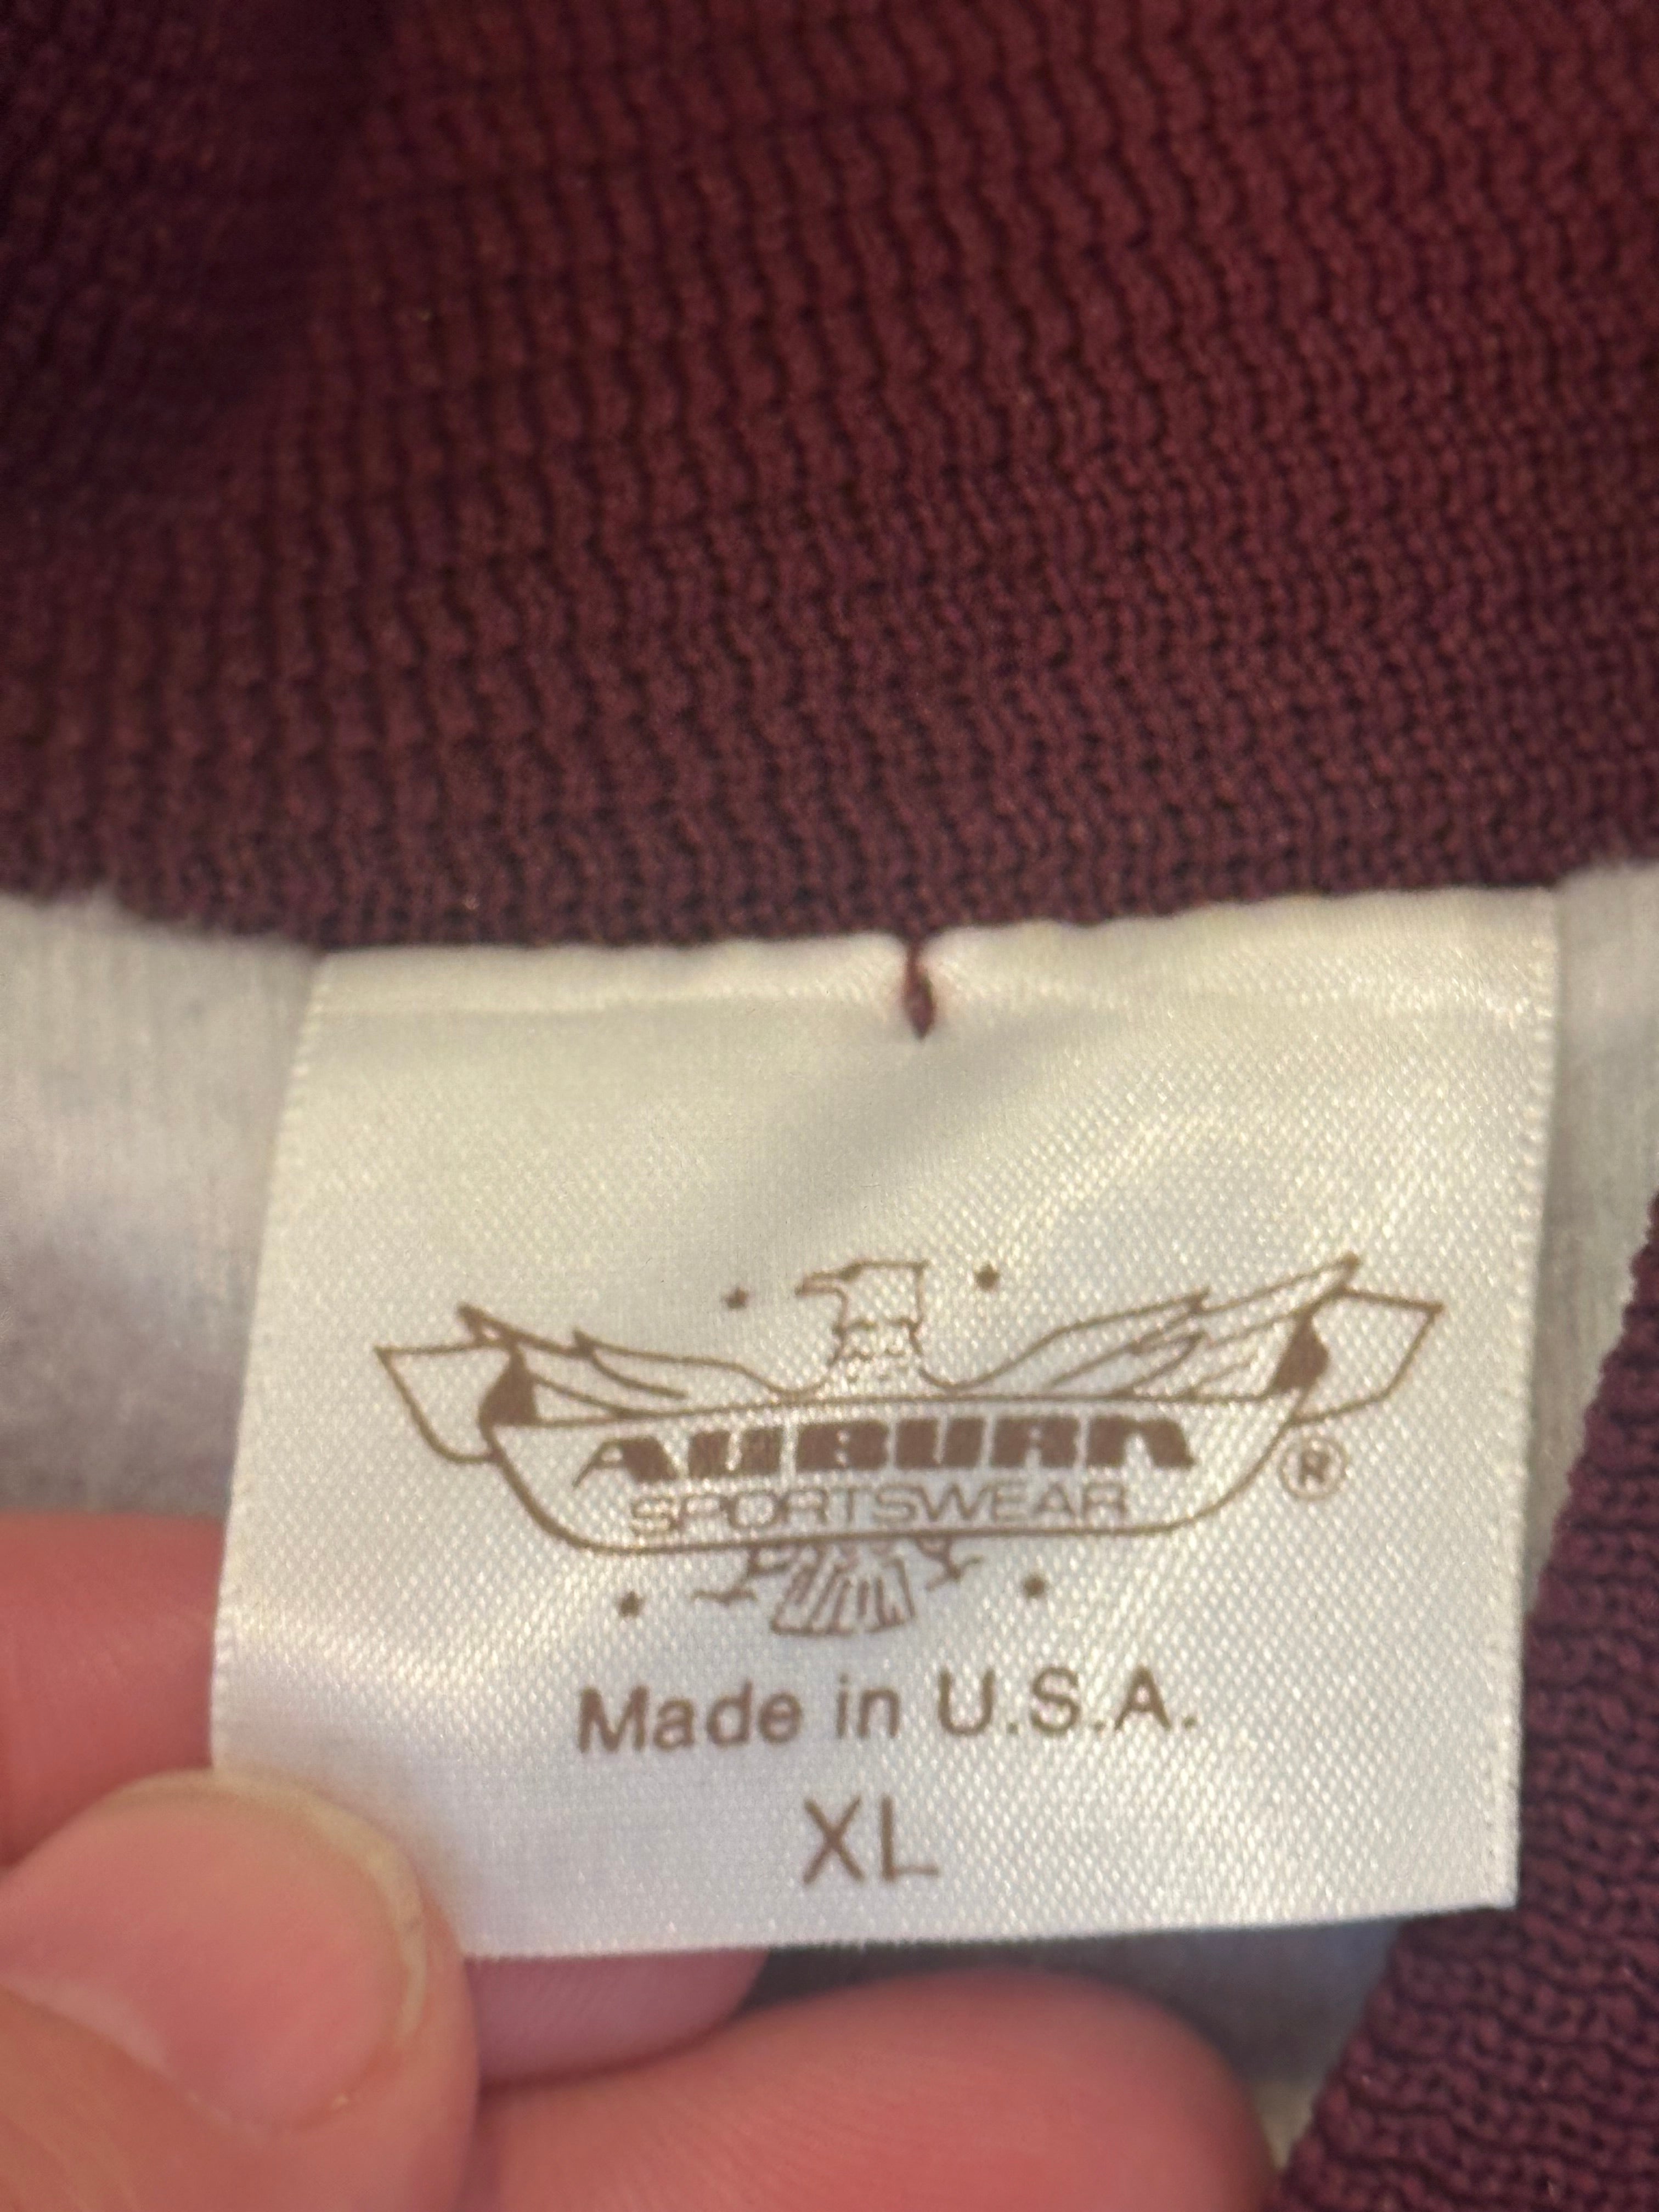 AUBURN
SPORTSWEAR
®
Made in U.S.A.
XL